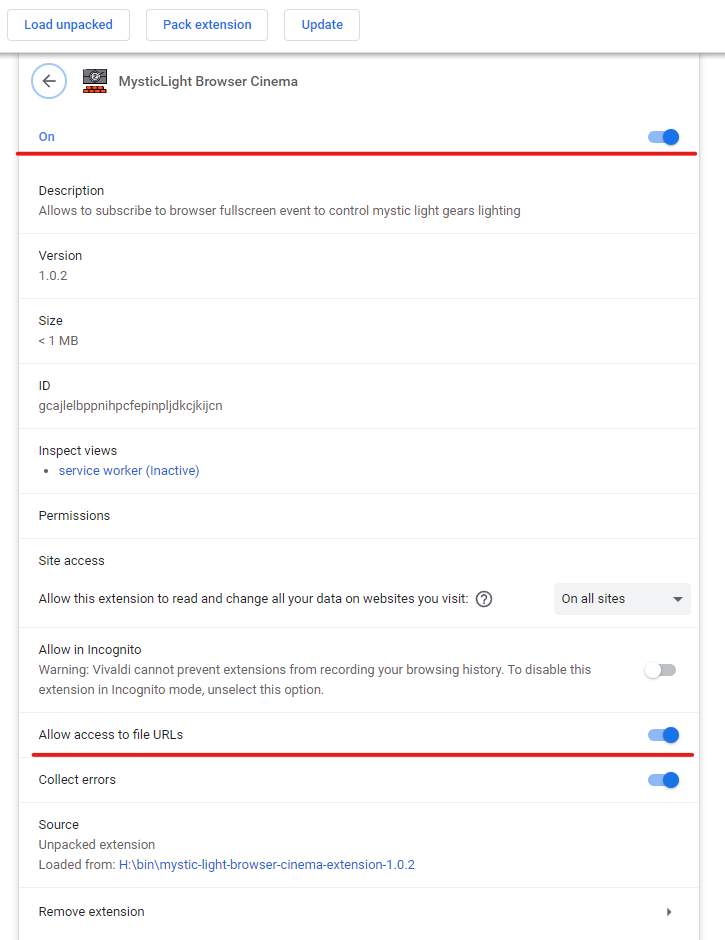 Load unpacked
Pack extension
Update
MysticLight Browser Cinema
On
Description
Allows to subscribe to browser fullscreen event to control mystic light gears lighting
Version
1.0.2
Size
< 1 MB
ID
gcajlelbppnihpcfepinpljdkcjkijcn
Inspect views
service worker (Inactive)
Permissions
Site access
Allow this extension to read and change all your data on websites you visit:
On all sites
Allow in Incognito
Warning: Vivaldi cannot prevent extensions from recording your browsing history. To disable this
extension in Incognito mode, unselect this option.
Allow access to file URLs
Collect errors
Source
Unpacked extension
Loaded from: H:\bin\mystic-light-browser-cinema-extension-1.0.2
Remove extension